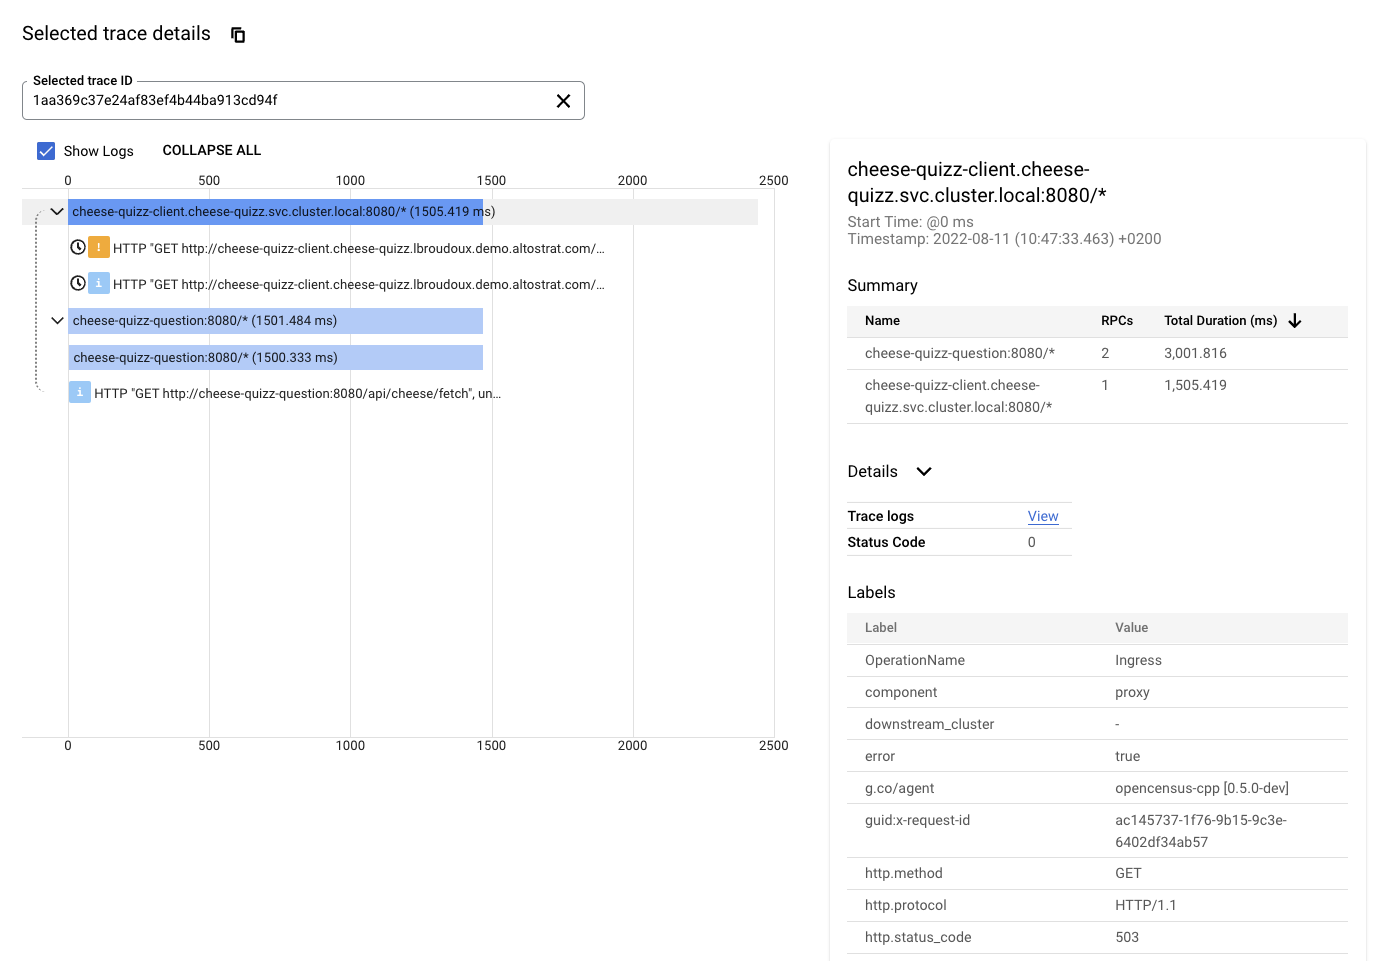 Selected trace details
Selected trace ID
1aa369c37e24af83ef4b44ba913cd94f
Show Logs COLLAPSE ALL
0 500 1000 1500 2000 2500
cheese-quizz-client.cheese-quizz.svc.cluster.local:8080/* (1505.419 ms)
! HTTP "GET http://cheese-quizz-client.cheese-quizz.lbroudoux.demo.altostrat.com/...
i HTTP "GET http://cheese-quizz-client.cheese-quizz.lbroudoux.demo.altostrat.com/...
cheese-quizz-question:8080/* (1501.484 ms)
cheese-quizz-question:8080/* (1500.333 ms)
i HTTP "GET http://cheese-quizz-question:8080/api/cheese/fetch", un...
0 500 1000 1500 2000 2500
cheese-quizz-client.cheese-
quizz.svc.cluster.local:8080/*
Start Time: @0 ms
Timestamp: 2022-08-11 (10:47:33.463) +0200
Summary
Name RPCs Total Duration (ms)
cheese-quizz-question:8080/* 2 3,001.816
cheese-quizz-client.cheese- 1 1,505.419
quizz.svc.cluster.local:8080/*
Details
Trace logs View
Status Code 0
Labels
Label Value
OperationName Ingress
component proxy
downstream_cluster -
error true
g.co/agent opencensus-cpp [0.5.0-dev]
guid:x-request-id ac145737-1f76-9b15-9c3e-
6402df34ab57
http.method GET
http.protocol HTTP/1.1
http.status_code 503